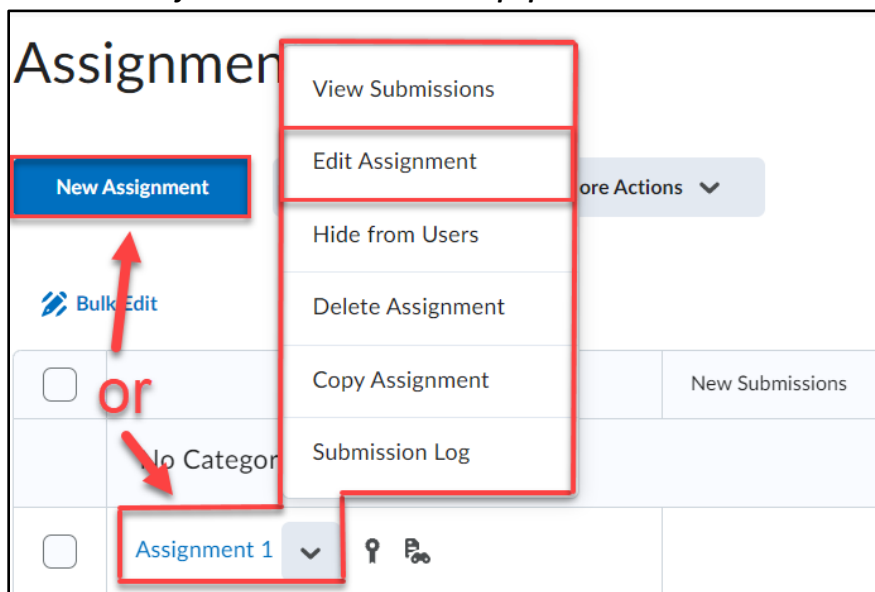 Assignmen
View Submissions
Edit Assignment
New Assignment
ore Actions
Hide from Users
Bulk Edit
Delete Assignment
Copy Assignment
New Submissions
or
No Categor
Submission Log
Assignment 1